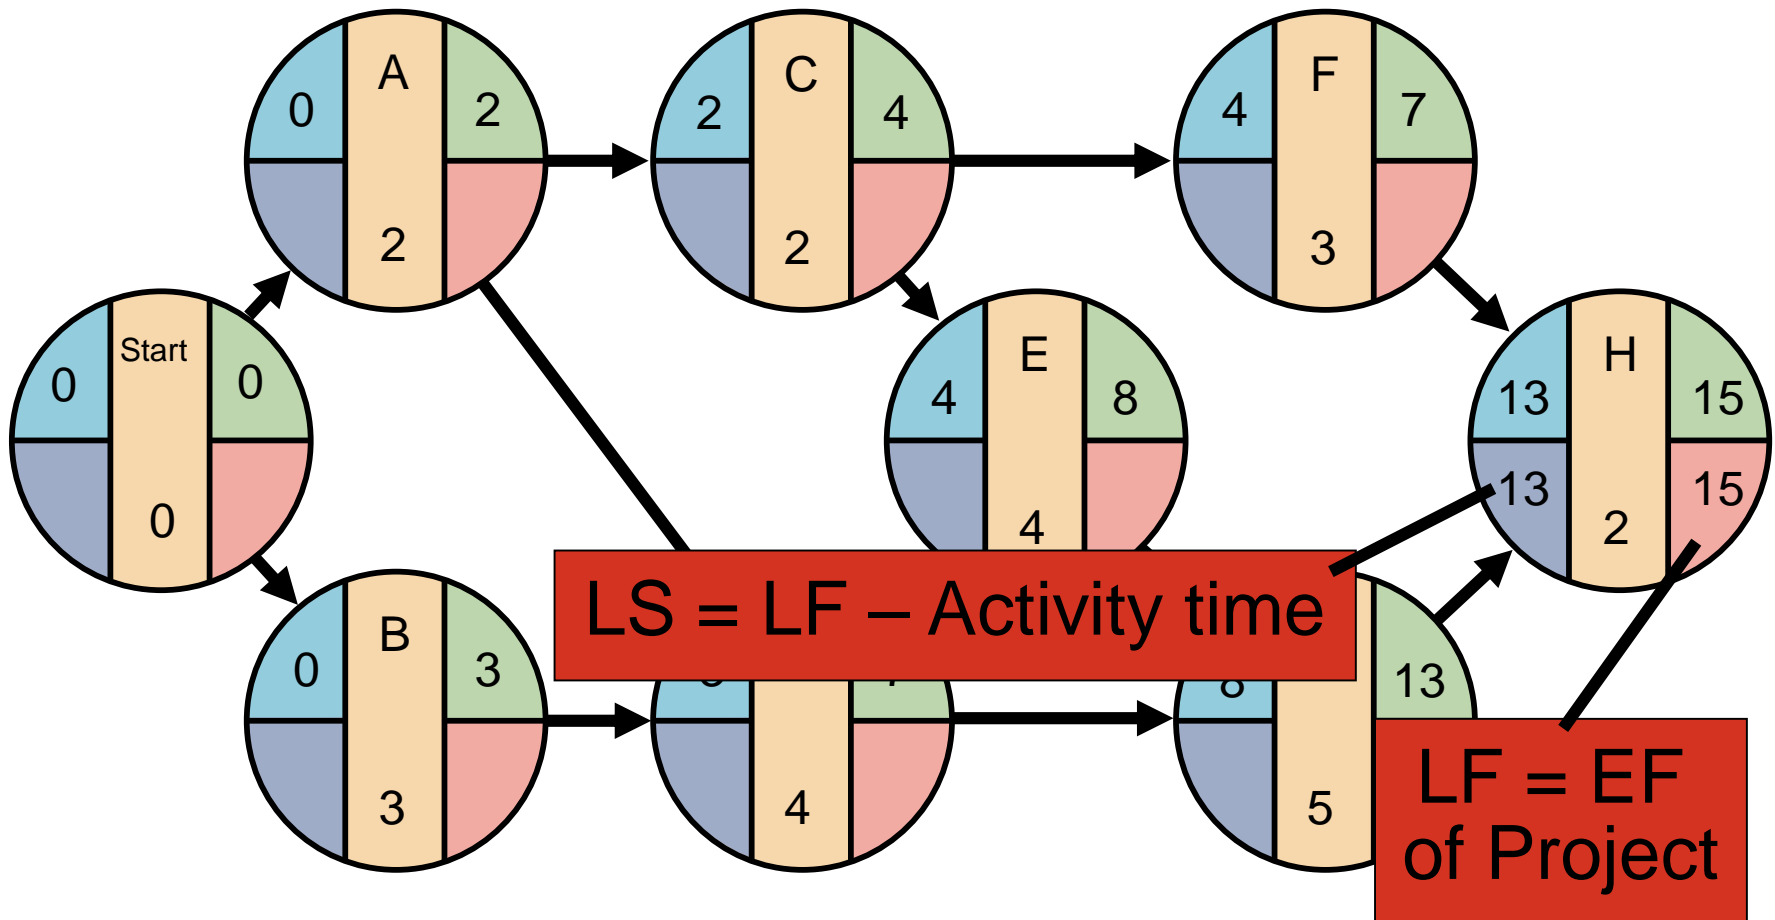 A
0 2
2
C
2 4
2
F
4 7
3
Start
0 0
0
E
4 8
4
H
13 15
13 15
2
LS = LF – Activity time
B
0 3
3
4
8 13
5
LF = EF
of Project